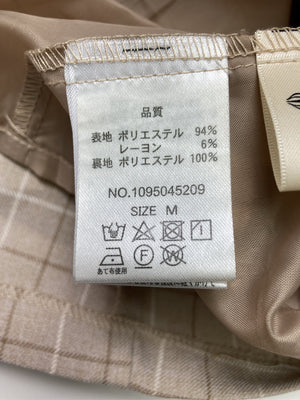 品質
表地 ポリエステル 94%
レーヨン 6%
裏地 ポリエステル 100%
NO.1095045209
SIZE M
あて布使用
F
W